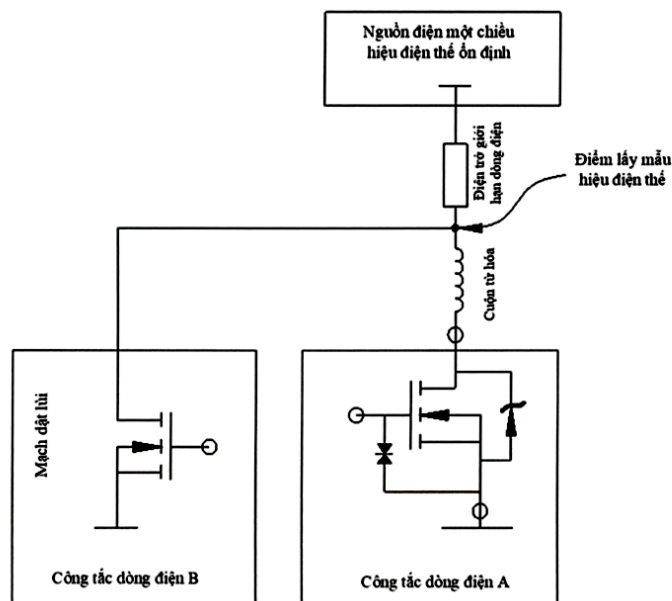 Nguồn điện một chiều
hiệu điện thế ổn định
Điện trở giới
hạn dòng điện
Điểm lấy mẫu
hiệu điện thế
Cuộn từ hóa
Mạch dật lùi
Công tắc dòng điện B
Công tắc dòng điện A